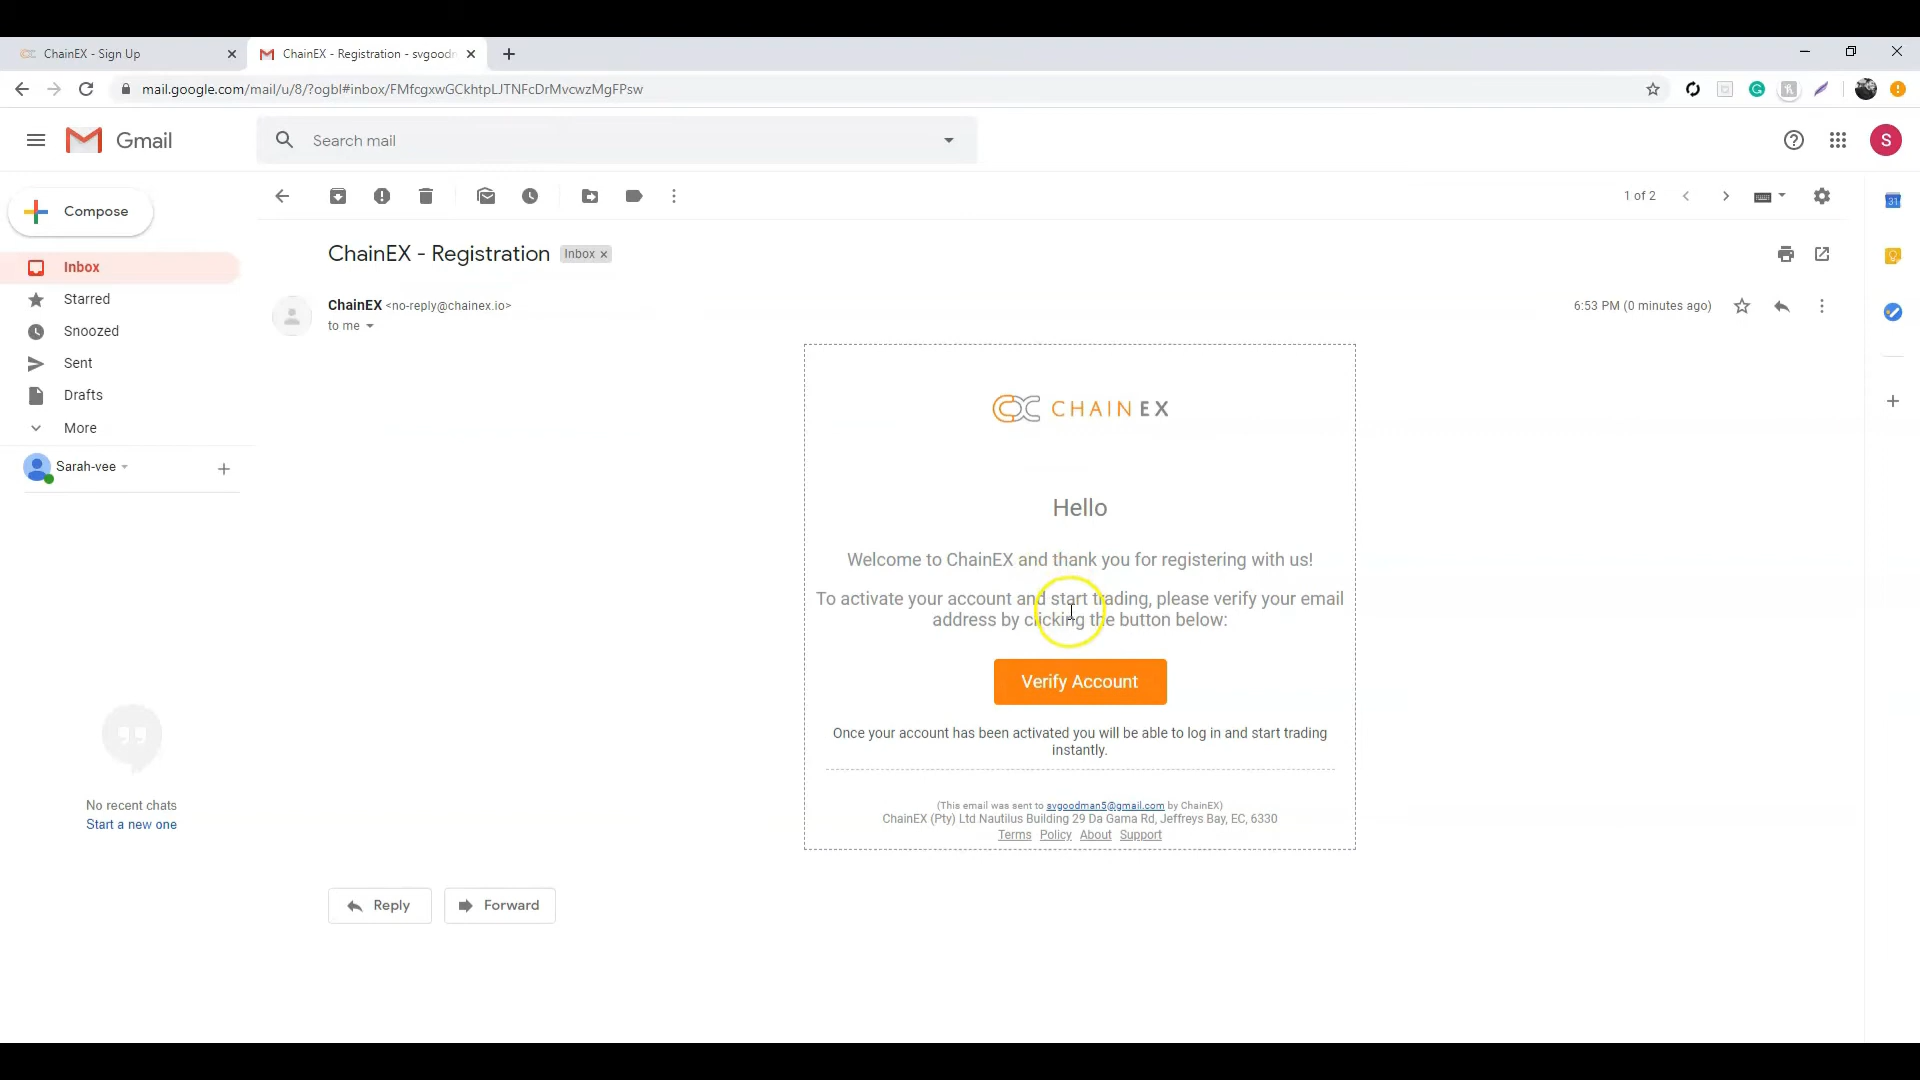 ChainEX - Sign Up
ChainEX - Registration - svgoodm
mail.google.com/mail/u/8/?ogbl#inbox/FMfcgxwGCkhtpLJTNFcDrMvcwzMgFPsw
Gmail
Search mail
S
Compose
1 of 2
31
ChainEX - Registration
Inbox x
Inbox
Starred
Snoozed
Sent
Drafts
More
Sarah-vee
ChainEX <no-reply@chainex.io>
6:53 PM (0 minutes ago)
to me
CHAINEX
Hello
Welcome to ChainEX and thank you for registering with us!
To activate your account and start trading, please verify your email
address by clicking the button below:
Verify Account
Once your account has been activated you will be able to log in and start trading
instantly.
(This email was sent to svgoodman5@gmail.com by ChainEX)
ChainEX (Pty) Ltd Nautilus Building 29 Da Gama Rd, Jeffreys Bay, EC, 6330
Terms Policy About Support
No recent chats
Start a new one
Reply
Forward